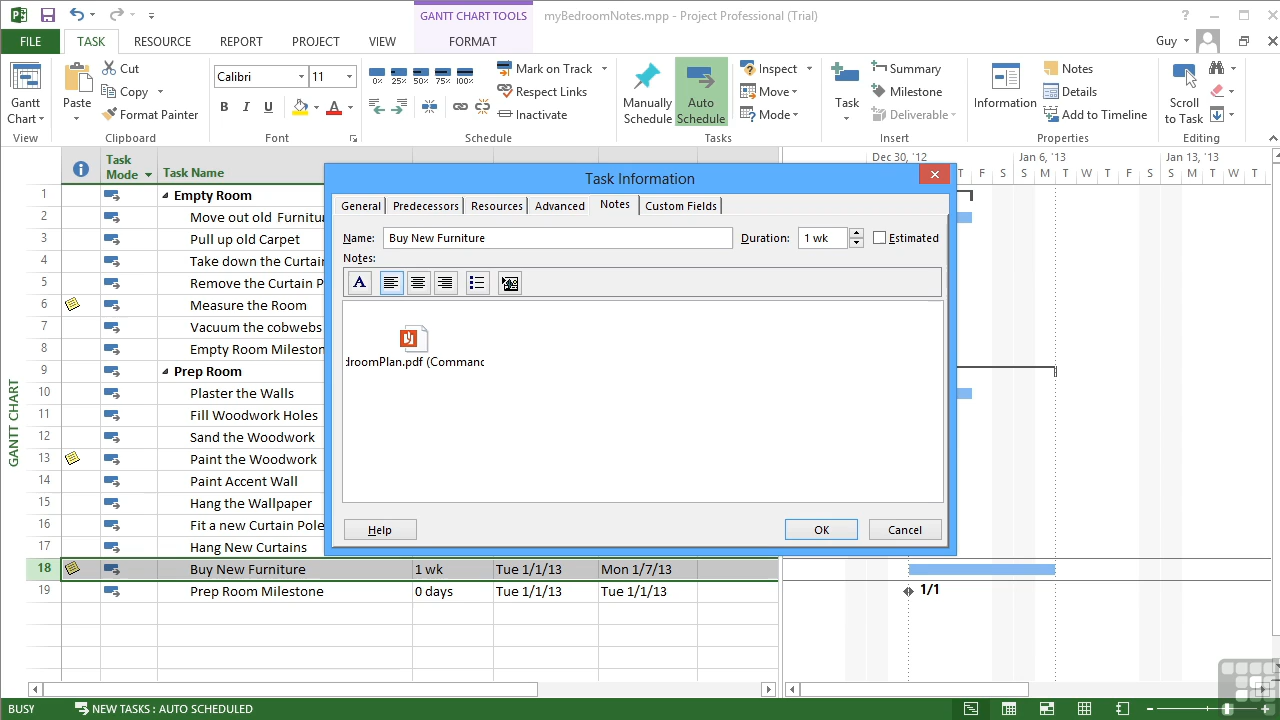 GANTT CHART TOOLS
myBedroomNotes.mpp - Project Professional (Trial)
FILE TASK RESOURCE REPORT PROJECT VIEW FORMAT
Guy
Gantt Chart
View
Paste
Cut
Copy
Format Painter
Clipboard
Calibri 11
B I U A
Font
0% 25% 50% 75% 100%
Mark on Track
Respect Links
Inactivate
Schedule
Manually Schedule
Auto Schedule
Inspect
Move
Mode
Tasks
Task
Summary
Milestone
Deliverable
Insert
Information
Notes
Details
Add to Timeline
Properties
Scroll to Task
Editing
GANTT CHART
Task Mode
Task Name
Dec 30, '12 Jan 6, '13 Jan 13, '13
T F S S M T W T F S S M T W T
1 Empty Room
2 Move out old Furnitu
3 Pull up old Carpet
4 Take down the Curtain
5 Remove the Curtain P
6 Measure the Room
7 Vacuum the cobwebs
8 Empty Room Mileston
9 Prep Room
10 Plaster the Walls
11 Fill Woodwork Holes
12 Sand the Woodwork
13 Paint the Woodwork
14 Paint Accent Wall
15 Hang the Wallpaper
16 Fit a new Curtain Pole
17 Hang New Curtains
18 Buy New Furniture 1 wk Tue 1/1/13 Mon 1/7/13
19 Prep Room Milestone 0 days Tue 1/1/13 Tue 1/1/13 1/1
Task Information
General Predecessors Resources Advanced Notes Custom Fields
Name: Buy New Furniture Duration: 1 wk Estimated
Notes:
A
droomPlan.pdf (Commanc
Help OK Cancel
BUSY NEW TASKS : AUTO SCHEDULED